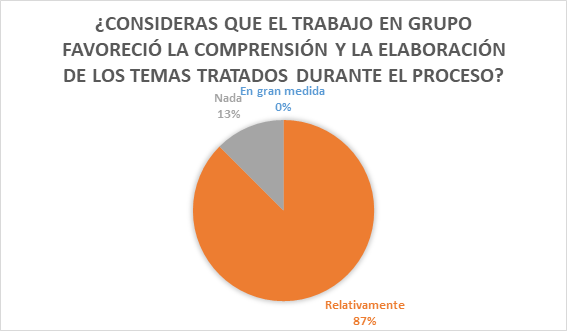 ¿CONSIDERAS QUE EL TRABAJO EN GRUPO
FAVORECIÓ LA COMPRENSIÓN Y LA ELABORACIÓN
DE LOS TEMAS TRATADOS DURANTE EL PROCESO?
En gran medida
0%
Nada
13%
Relativamente
87%